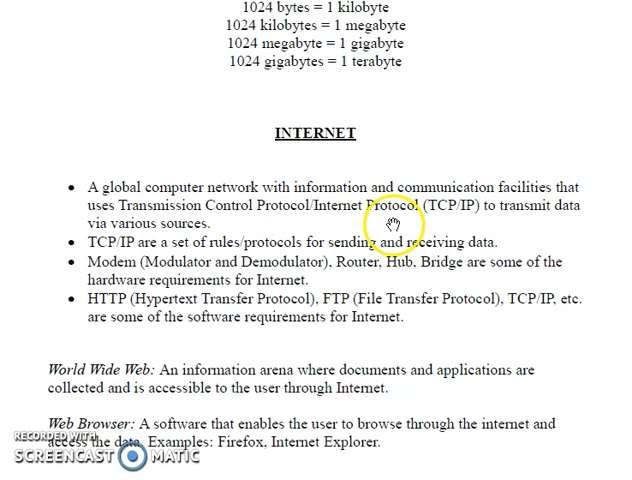 1024 bytes = 1 kilobyte
1024 kilobytes = 1 megabyte
1024 megabyte = 1 gigabyte
1024 gigabytes = 1 terabyte
INTERNET
• A global computer network with information and communication facilities that
uses Transmission Control Protocol/Internet Protocol (TCP/IP) to transmit data
via various sources.
• TCP/IP are a set of rules/protocols for sending and receiving data.
• Modem (Modulator and Demodulator), Router, Hub, Bridge are some of the
hardware requirements for Internet.
• HTTP (Hypertext Transfer Protocol), FTP (File Transfer Protocol), TCP/IP, etc.
are some of the software requirements for Internet.
World Wide Web: An information arena where documents and applications are
collected and is accessible to the user through Internet.
Web Browser: A software that enables the user to browse through the internet and
access the data. Examples: Firefox, Internet Explorer.
RECORDED WITH
SCREENCAST MATIC